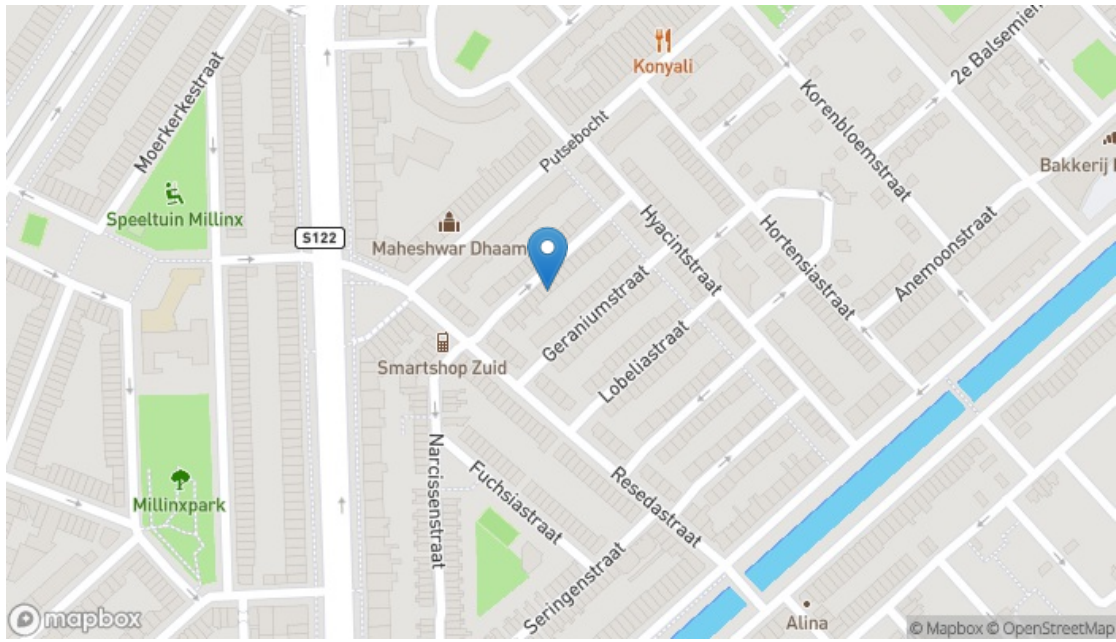 Moerkerkestraat
Konyali
2e Balsemien
Korenbloemstraat
Putsebocht
Bakkerij
Speeltuin Millinx
S122
Maheshwar Dhaam
Hyacintstraat
Hortensiastraat
Anemoonstraat
Geraniumstraat
Smartshop Zuid
Lobeliastraat
Narcissenstraat
Fuchsiastraat
Resedastraat
Millinxpark
Seringenstraat
Alina
mapbox
© Mapbox © OpenStreetMap